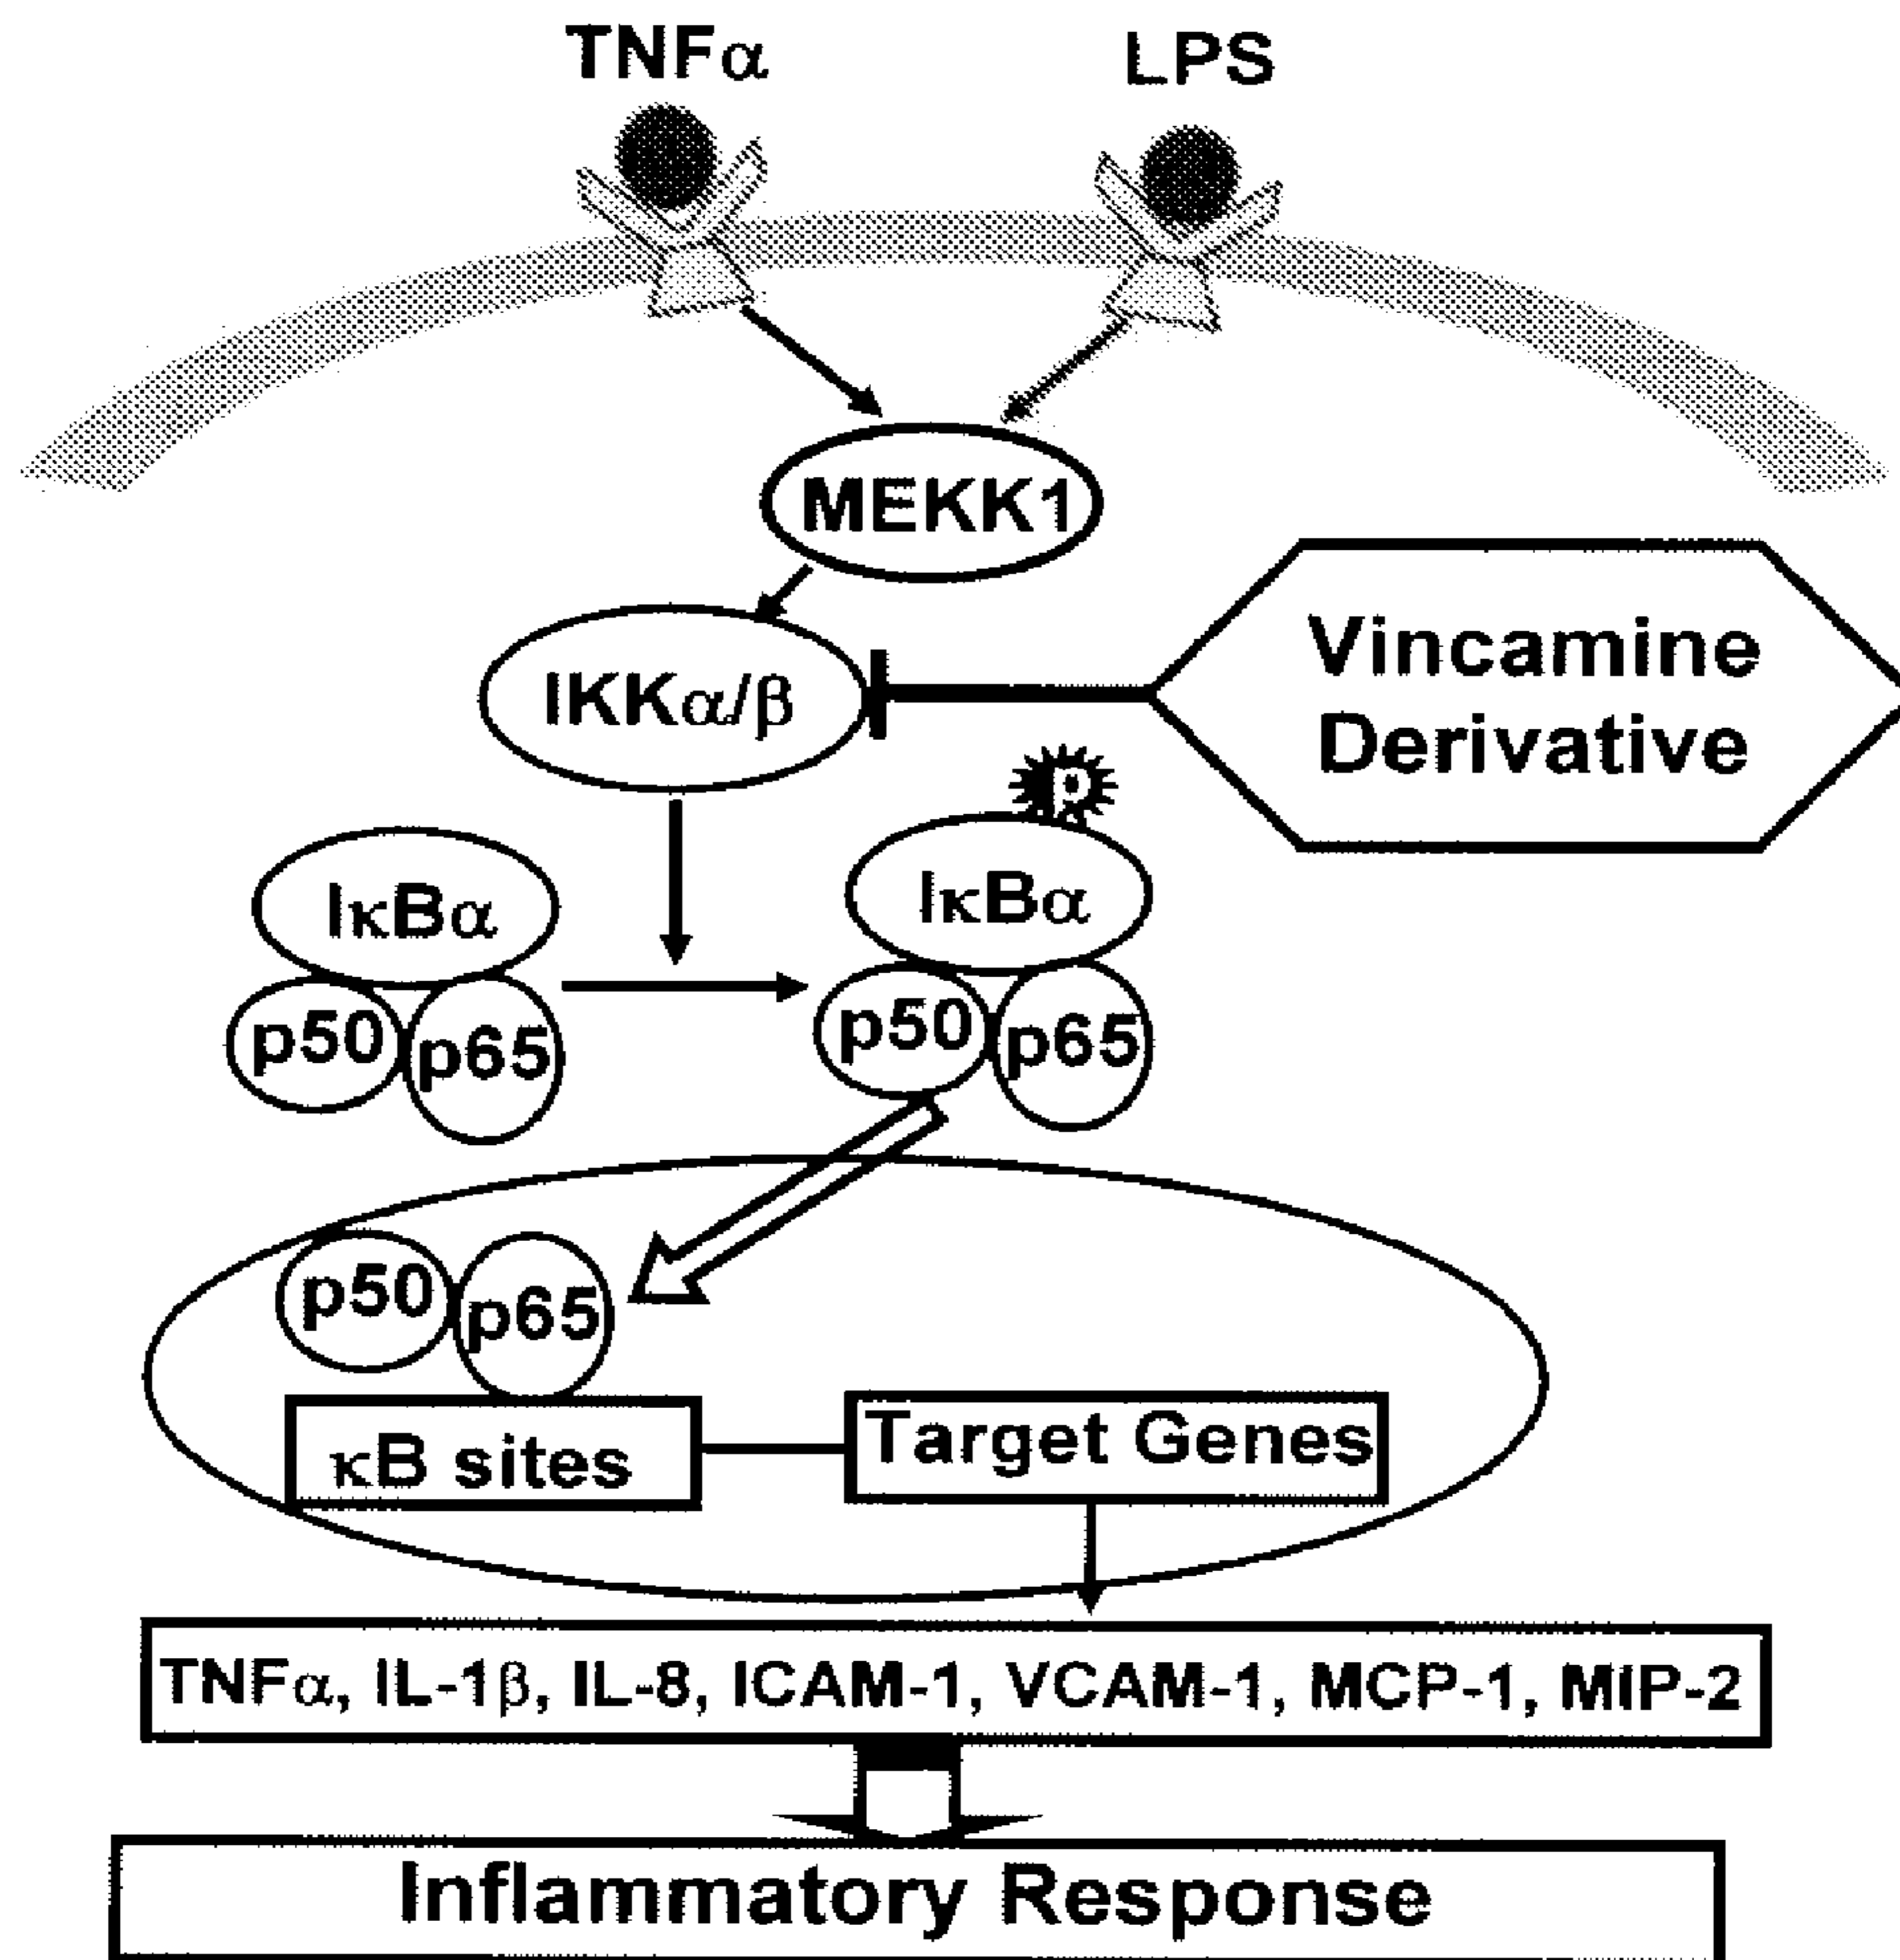 TNFα
LPS
MEKK1
IKKα/β
Vincamine
Derivative
P
IκBα
p50
p65
IκBα
p50
p65
p50
p65
κB sites
Target Genes
TNFα, IL-1β, IL-8, ICAM-1, VCAM-1, MCP-1, MIP-2
Inflammatory Response